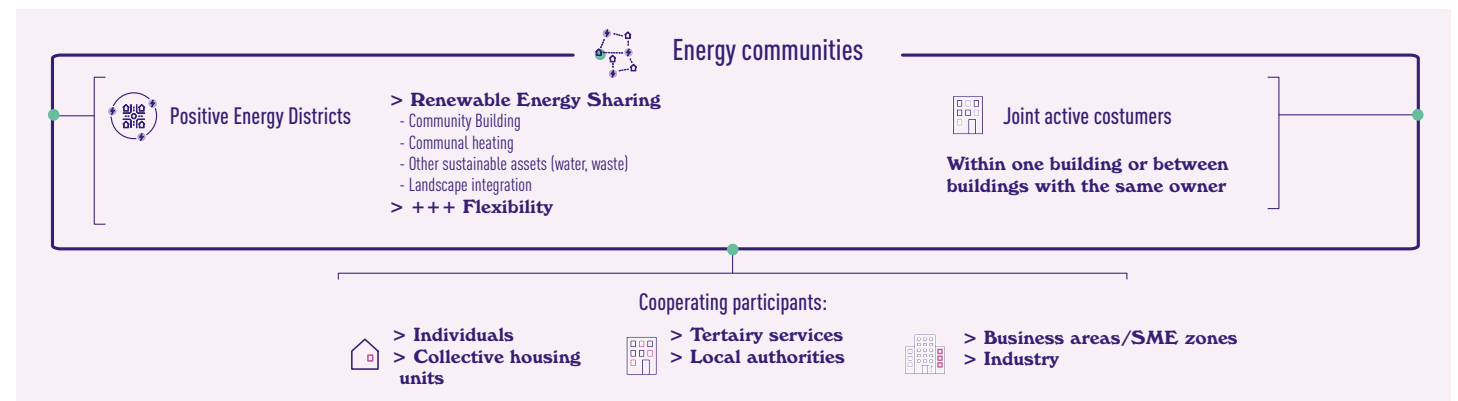 Energy communities
Positive Energy Districts
> Renewable Energy Sharing
- Community Building
- Communal heating
- Other sustainable assets (water, waste)
- Landscape integration
> +++ Flexibility
Joint active costumers
Within one building or between
buildings with the same owner
Cooperating participants:
> Individuals
> Collective housing
units
> Tertairy services
> Local authorities
> Business areas/SME zones
> Industry